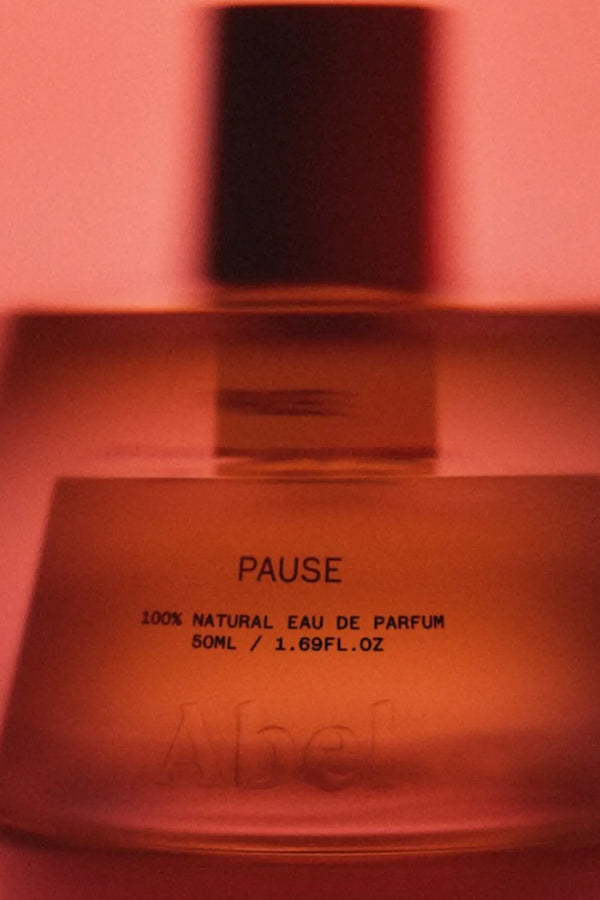 PAUSE
100% NATURAL EAU DE PARFUM
50ML / 1.69FL.OZ
Abel